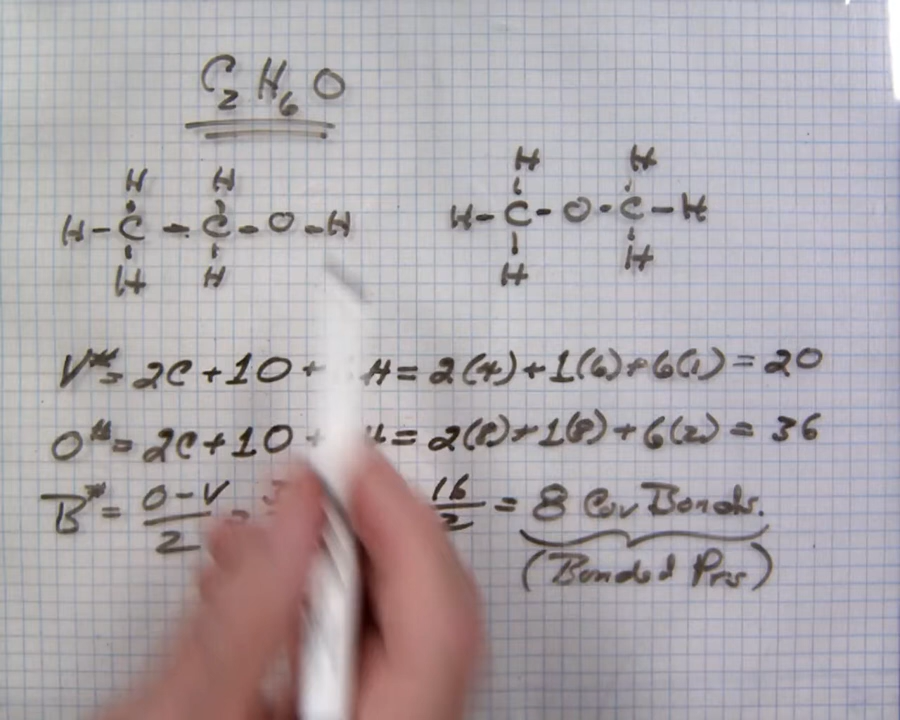 C2H6O
H H H H
H-C-C-O-H H-C-O-C-H
H H H H
V*= 2C+1O+ H= 2(4)+1(6)+6(1)=20
O*= 2C+1O+ = 2(8)+1(8)+6(2)= 36
B*= O-V/2 = 16/2 = 8 Cov Bonds.
(Bonded Prs)